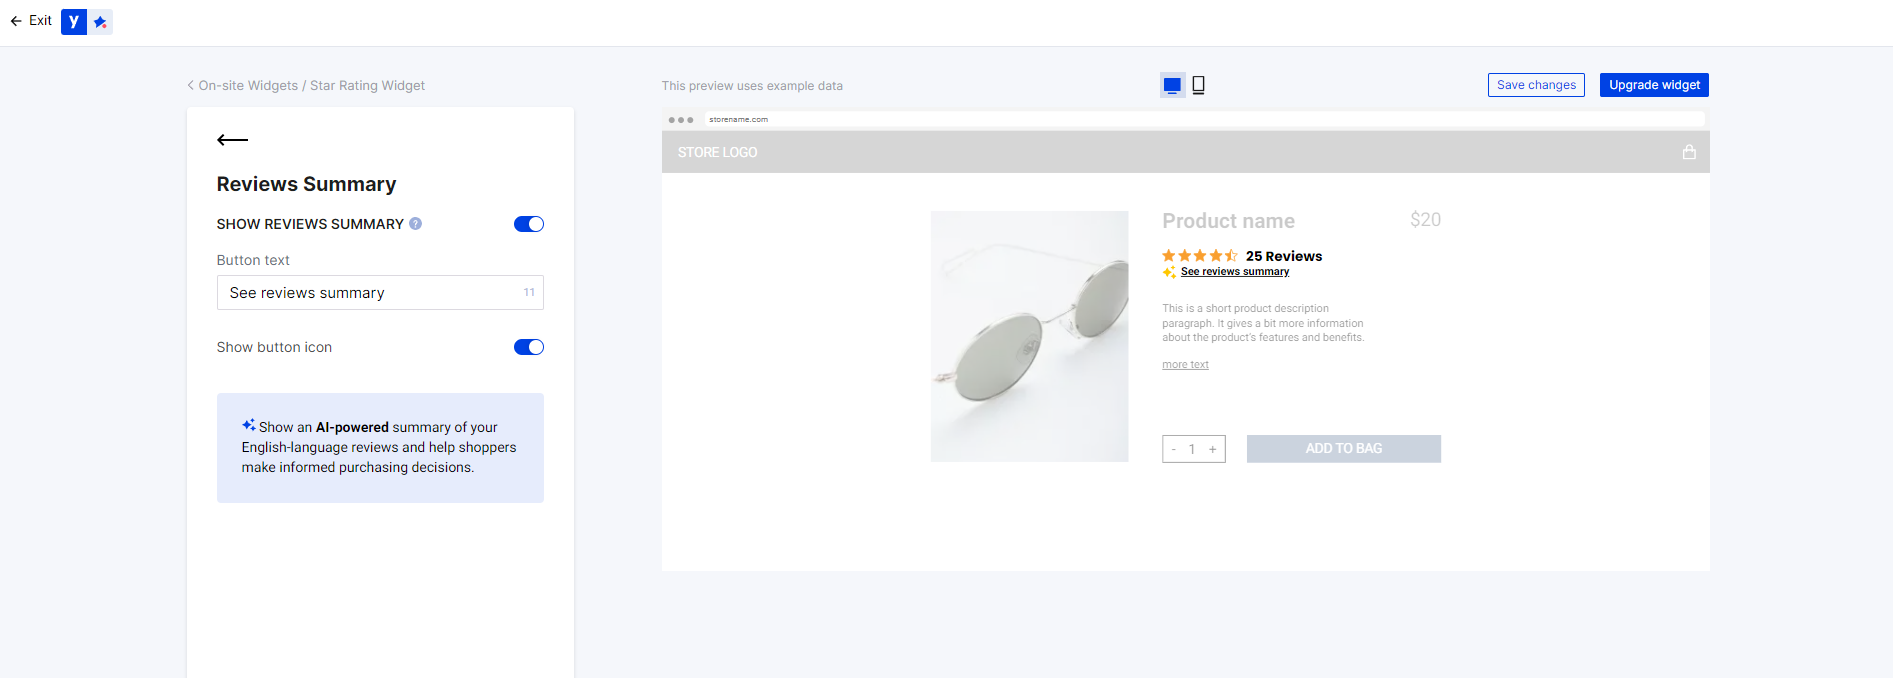 Exit
y
On-site Widgets / Star Rating Widget
This preview uses example data
Save changes
Upgrade widget
Reviews Summary
SHOW REVIEWS SUMMARY ?
Button text
See reviews summary 11
Show button icon
Show an AI-powered summary of your
English-language reviews and help shoppers
make informed purchasing decisions.
storename.com
STORE LOGO
Product name $20
25 Reviews
See reviews summary
This is a short product description
paragraph. It gives a bit more information
about the product's features and benefits.
more text
- 1 +
ADD TO BAG